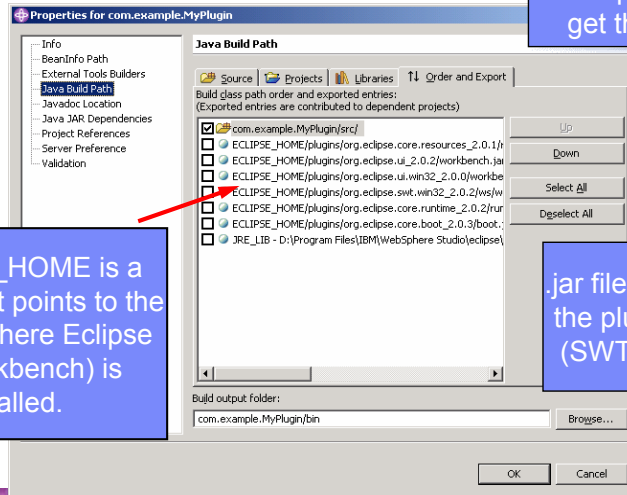 Properties for com.example.MyPlugin
get th
Info
BeanInfo Path
External Tools Builders
Java Build Path
Javadoc Location
Java JAR Dependencies
Project References
Server Preference
Validation
Java Build Path
Source Projects Libraries Order and Export
Build class path order and exported entries:
(Exported entries are contributed to dependent projects)
com.example.MyPlugin/src/
ECLIPSE_HOME/plugins/org.eclipse.core.resources_2.0.1/r
ECLIPSE_HOME/plugins/org.eclipse.ui_2.0.2/workbench.jar
ECLIPSE_HOME/plugins/org.eclipse.ui.win32_2.0.0/workbe
ECLIPSE_HOME/plugins/org.eclipse.swt.win32_2.0.2/ws/w
ECLIPSE_HOME/plugins/org.eclipse.core.runtime_2.0.2/rur
ECLIPSE_HOME/plugins/org.eclipse.core.boot_2.0.3/boot.
JRE_LIB - D:\Program Files\IBM\WebSphere Studio\eclipse\
Up
Down
Select All
Deselect All
_HOME is a
t points to the
here Eclipse
kbench) is
alled.
.jar file
the plu
(SWT
Build output folder:
com.example.MyPlugin/bin
Browse...
OK
Cancel